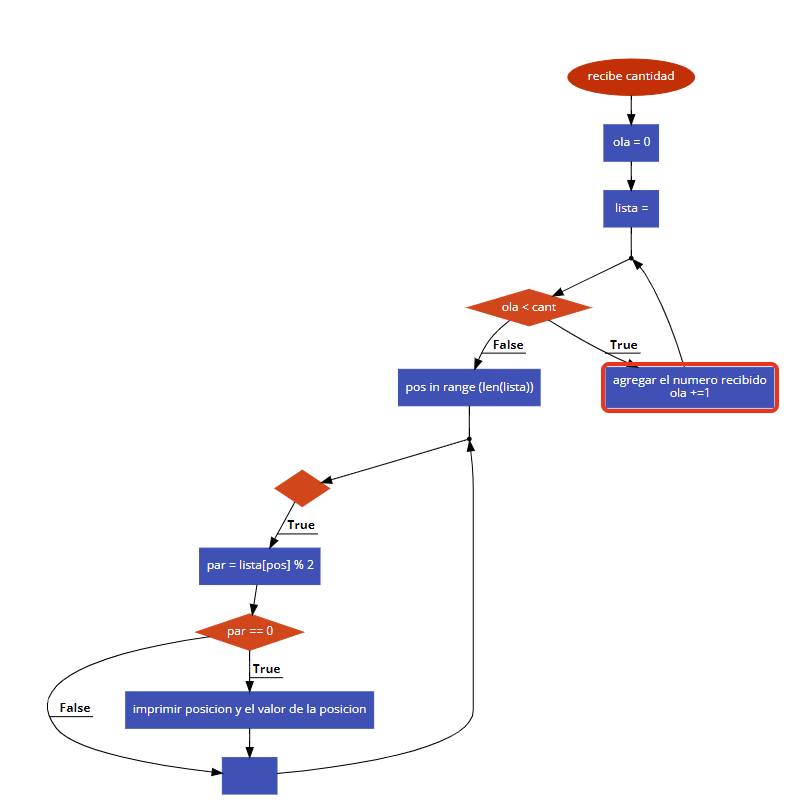 recibe cantidad
ola = 0
lista =
ola < cant
False
True
pos in range (len(lista))
agregar el numero recibido
ola +=1
True
par = lista[pos] % 2
par == 0
True
False
imprimir posicion y el valor de la posicion